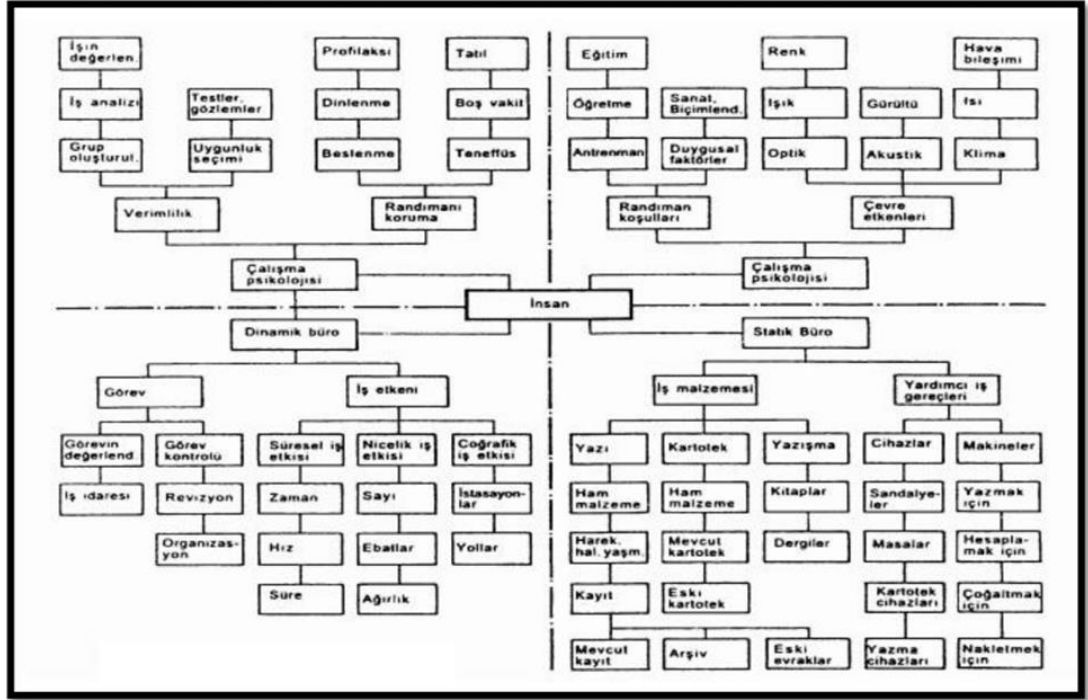 İşin
değerlen.
Profilaksi
Tatil
Eğitim
Renk
Hava
bileşimi
İş analizi
Testler,
gözlemler
Dinlenme
Boş vakit
Öğretme
Sanat,
Biçimlend.
Işık
Gürültü
Isı
Grup
oluşturul.
Uygunluk
seçimi
Beslenme
Teneffüs
Antrenman
Duygusal
faktörler
Optik
Akustik
Klima
Verimlilik
Randımanı
koruma
Randıman
koşulları
Çevre
etkenleri
Çalışma
psikolojisi
Çalışma
psikolojisi
İnsan
Dinamik büro
Statik Büro
Görev
İş etkeni
İş malzemesi
Yardımcı iş
gereçleri
Görevin
değerlend.
Görev
kontrolü
Süresel iş
etkisi
Nicelik iş
etkisi
Coğrafik
iş etkisi
Yazı
Kartotek
Yazışma
Cihazlar
Makineler
İş idaresi
Revizyon
Zaman
Sayı
İstasayon-
lar
Ham
malzeme
Ham
malzeme
Kitaplar
Sandalye-
ler
Yazmak
için
Organizas-
yon
Hız
Ebatlar
Yollar
Harek.
hal. yaşm.
Mevcut
kartotek
Dergiler
Masalar
Hesapla-
mak için
Süre
Ağırlık
Kayıt
Eski
kartotek
Kartotek
cihazları
Çoğaltmak
için
Mevcut
kayıt
Arşiv
Eski
evraklar
Yazma
cihazları
Nakletmek
için